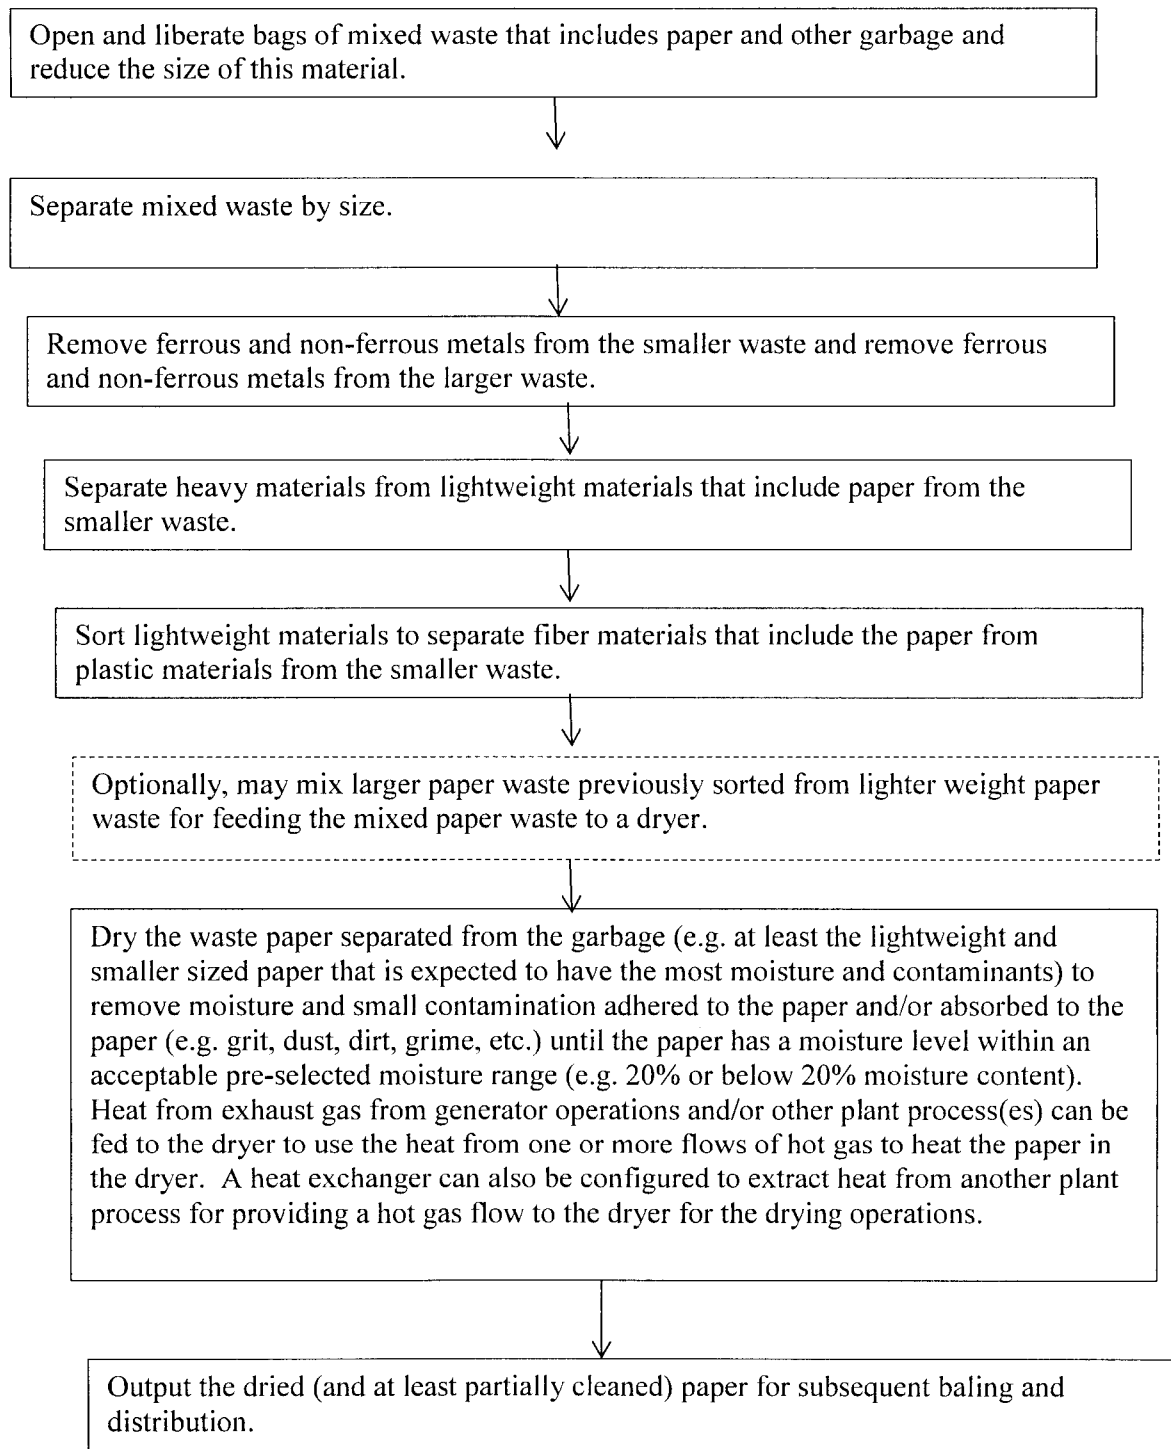 Open and liberate bags of mixed waste that includes paper and other garbage and
reduce the size of this material.
Separate mixed waste by size.
Remove ferrous and non-ferrous metals from the smaller waste and remove ferrous
and non-ferrous metals from the larger waste.
Separate heavy materials from lightweight materials that include paper from the
smaller waste.
Sort lightweight materials to separate fiber materials that include the paper from
plastic materials from the smaller waste.
Optionally, may mix larger paper waste previously sorted from lighter weight paper
waste for feeding the mixed paper waste to a dryer.
Dry the waste paper separated from the garbage (e.g. at least the lightweight and
smaller sized paper that is expected to have the most moisture and contaminants) to
remove moisture and small contamination adhered to the paper and/or absorbed to the
paper (e.g. grit, dust, dirt, grime, etc.) until the paper has a moisture level within an
acceptable pre-selected moisture range (e.g. 20% or below 20% moisture content).
Heat from exhaust gas from generator operations and/or other plant process(es) can be
fed to the dryer to use the heat from one or more flows of hot gas to heat the paper in
the dryer. A heat exchanger can also be configured to extract heat from another plant
process for providing a hot gas flow to the dryer for the drying operations.
Output the dried (and at least partially cleaned) paper for subsequent baling and
distribution.